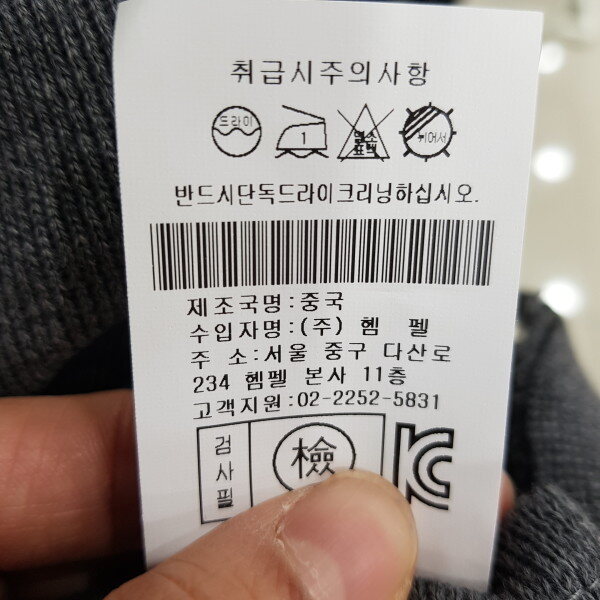 취급시주의사항
드라이 1 염소표백 뉘어서
반드시단독드라이크리닝하십시오.
제조국명:중국
수입자명:(주) 헴 펠
주 소:서울 중구 다산로
234 헴펠 본사 11층
고객지원:02-2252-5831
검사필 檢 KC